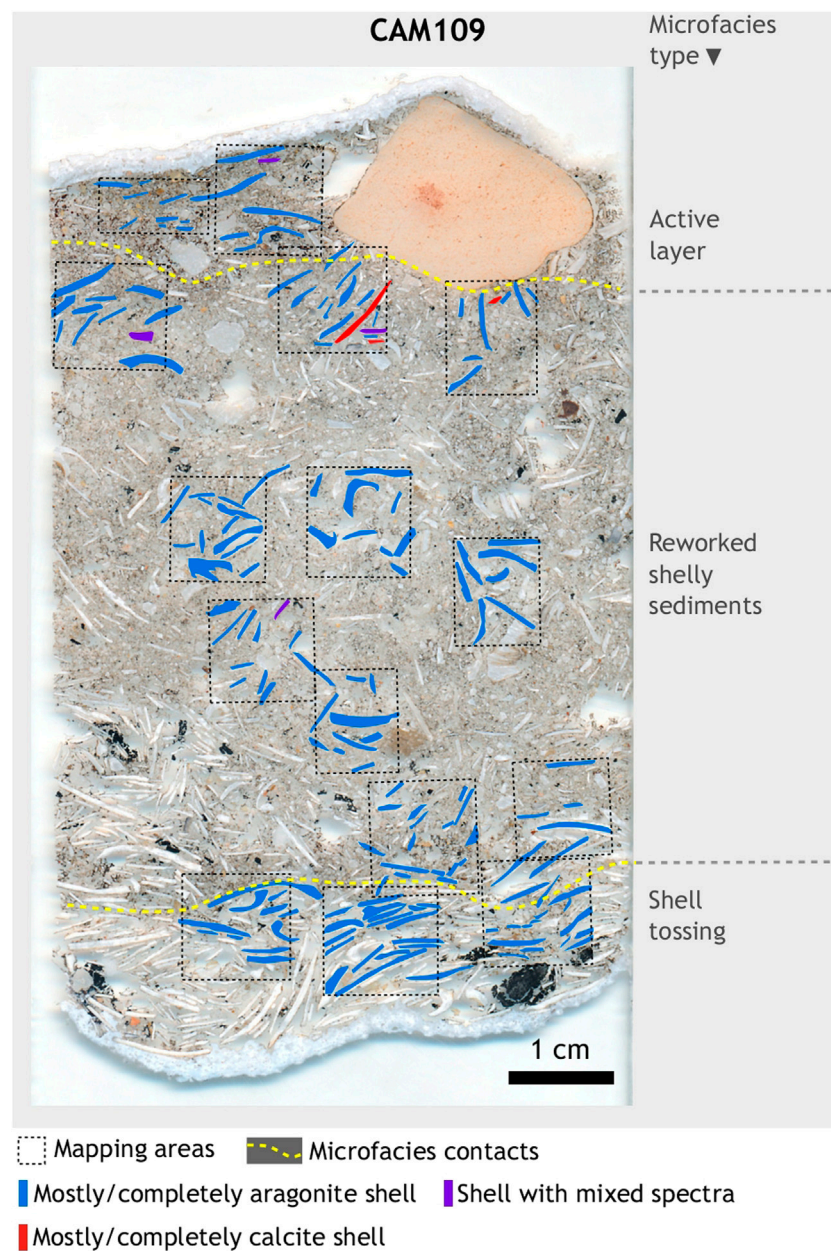 CAM109
Microfacies
type ▼
Active
layer
Reworked
shelly
sediments
Shell
tossing
1 cm
Mapping areas
Microfacies contacts
Mostly/completely aragonite shell
Shell with mixed spectra
Mostly/completely calcite shell